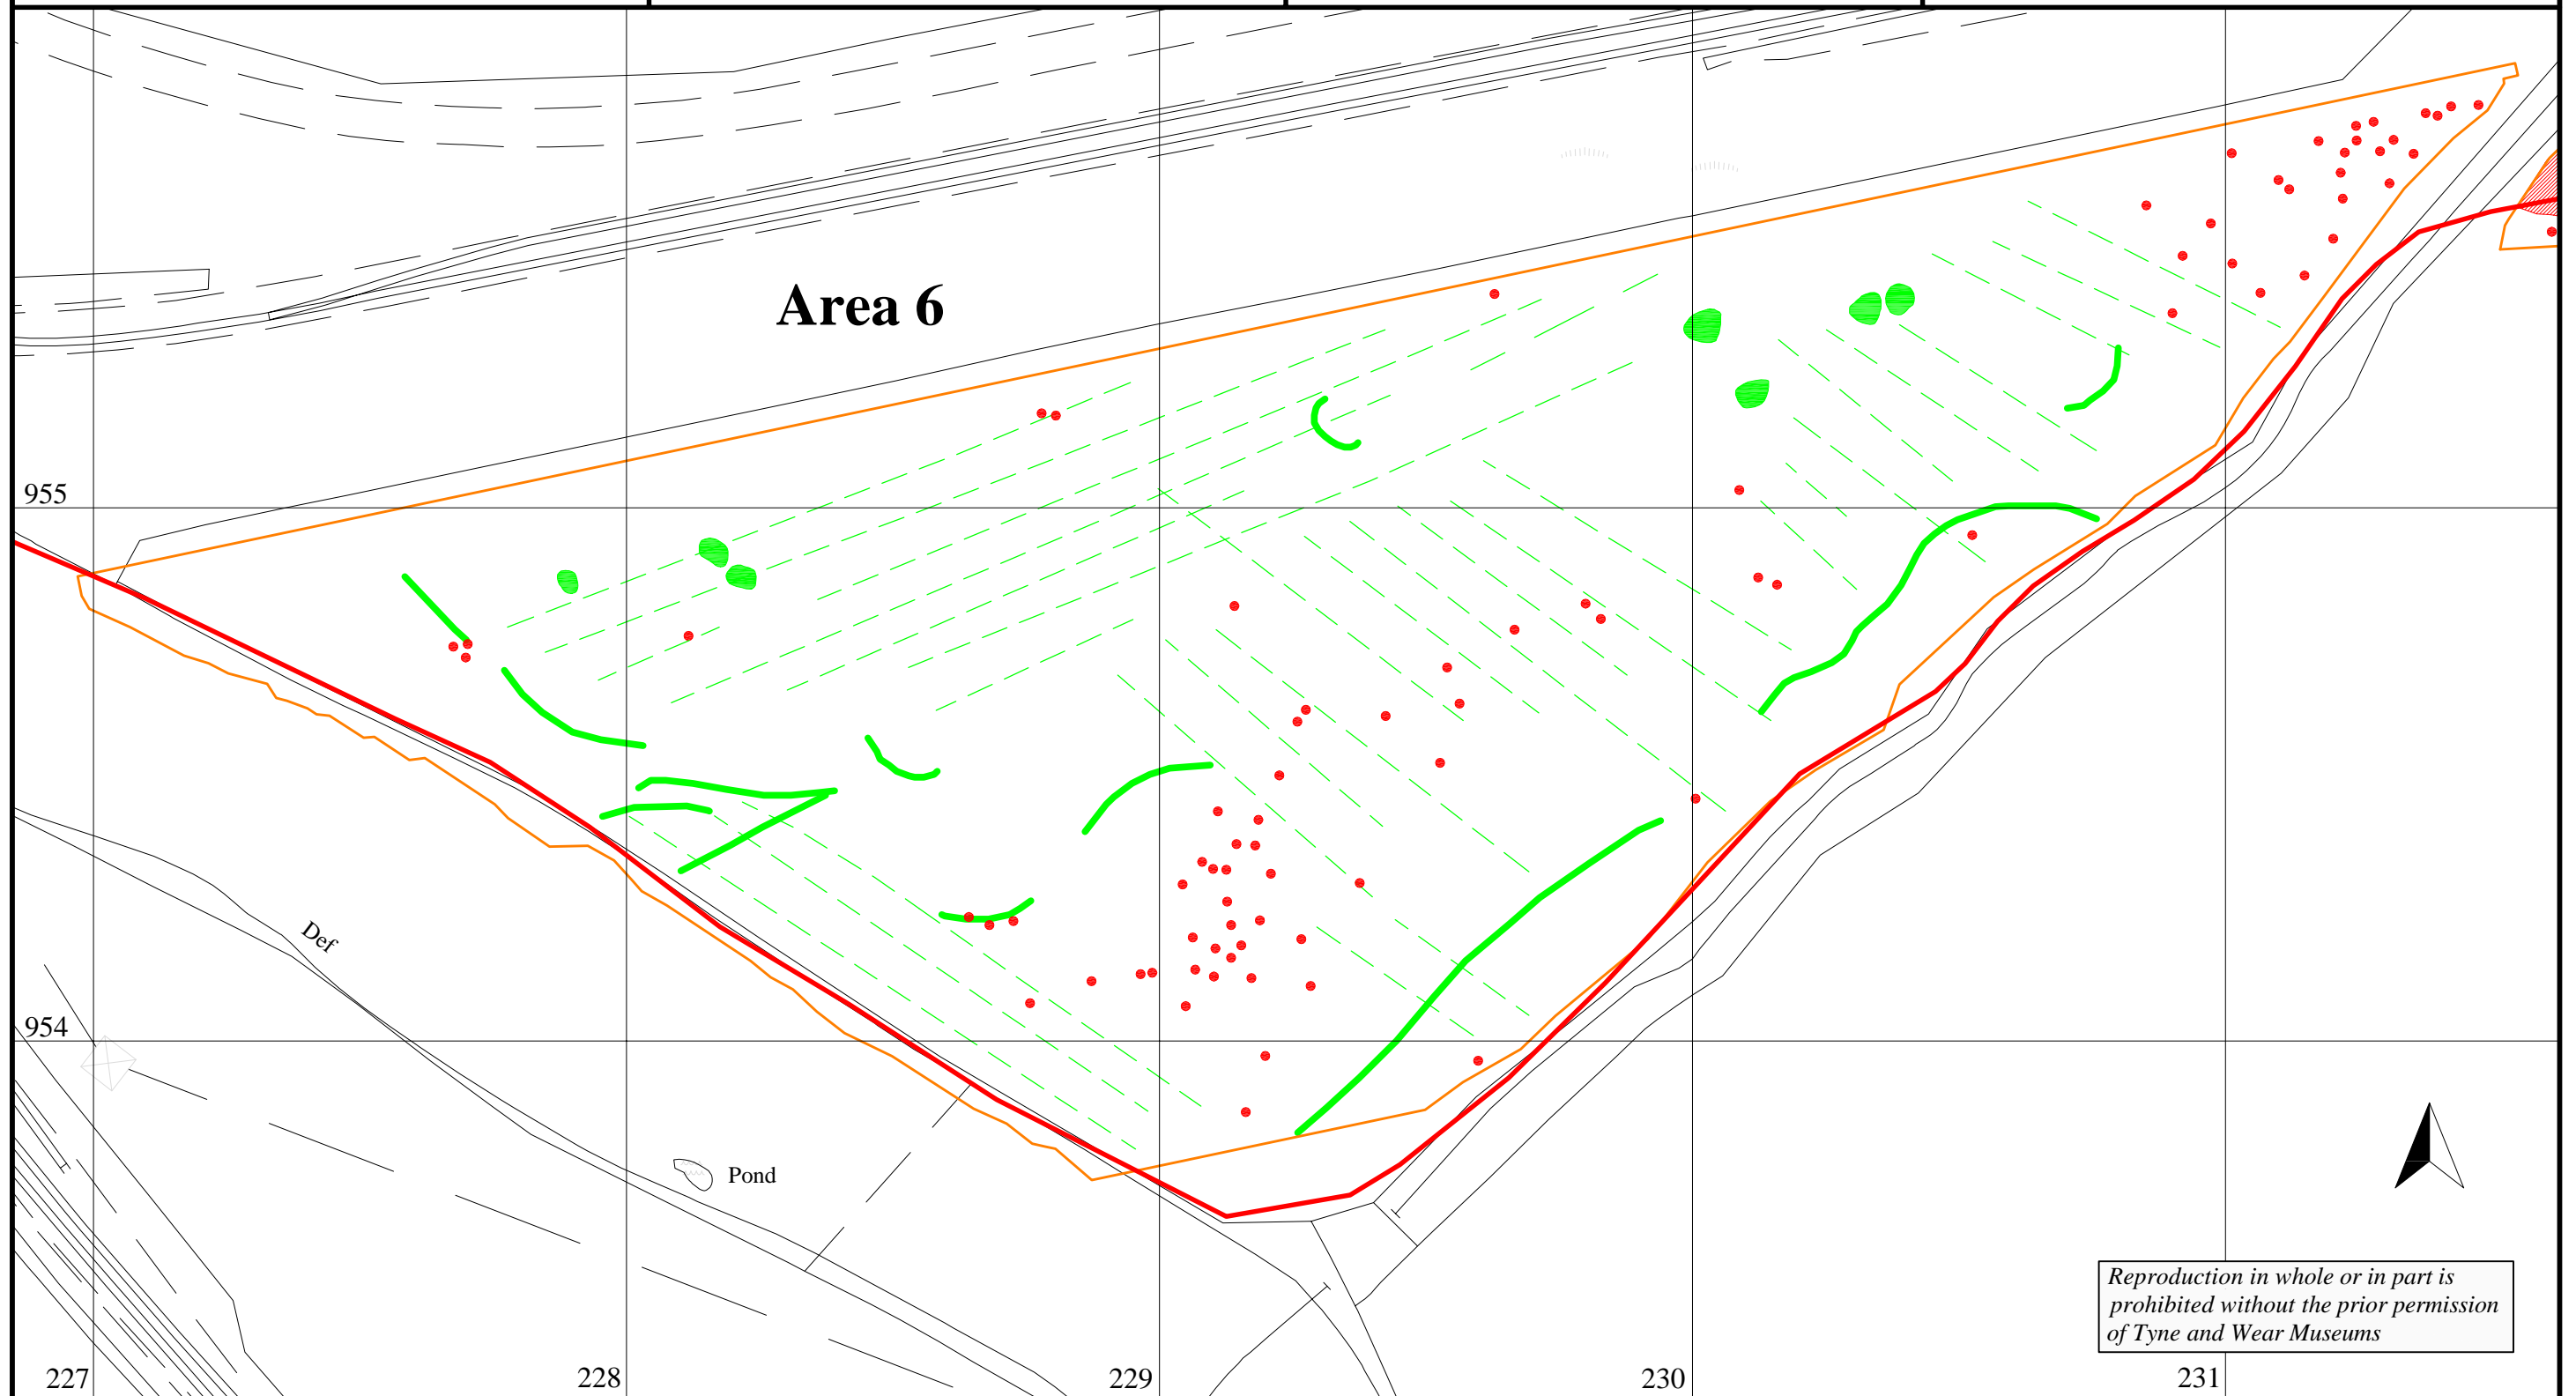 Area 6
955
Def
954
Pond
Reproduction in whole or in part is
prohibited without the prior permission
of Tyne and Wear Museums
227
228
229
230
231